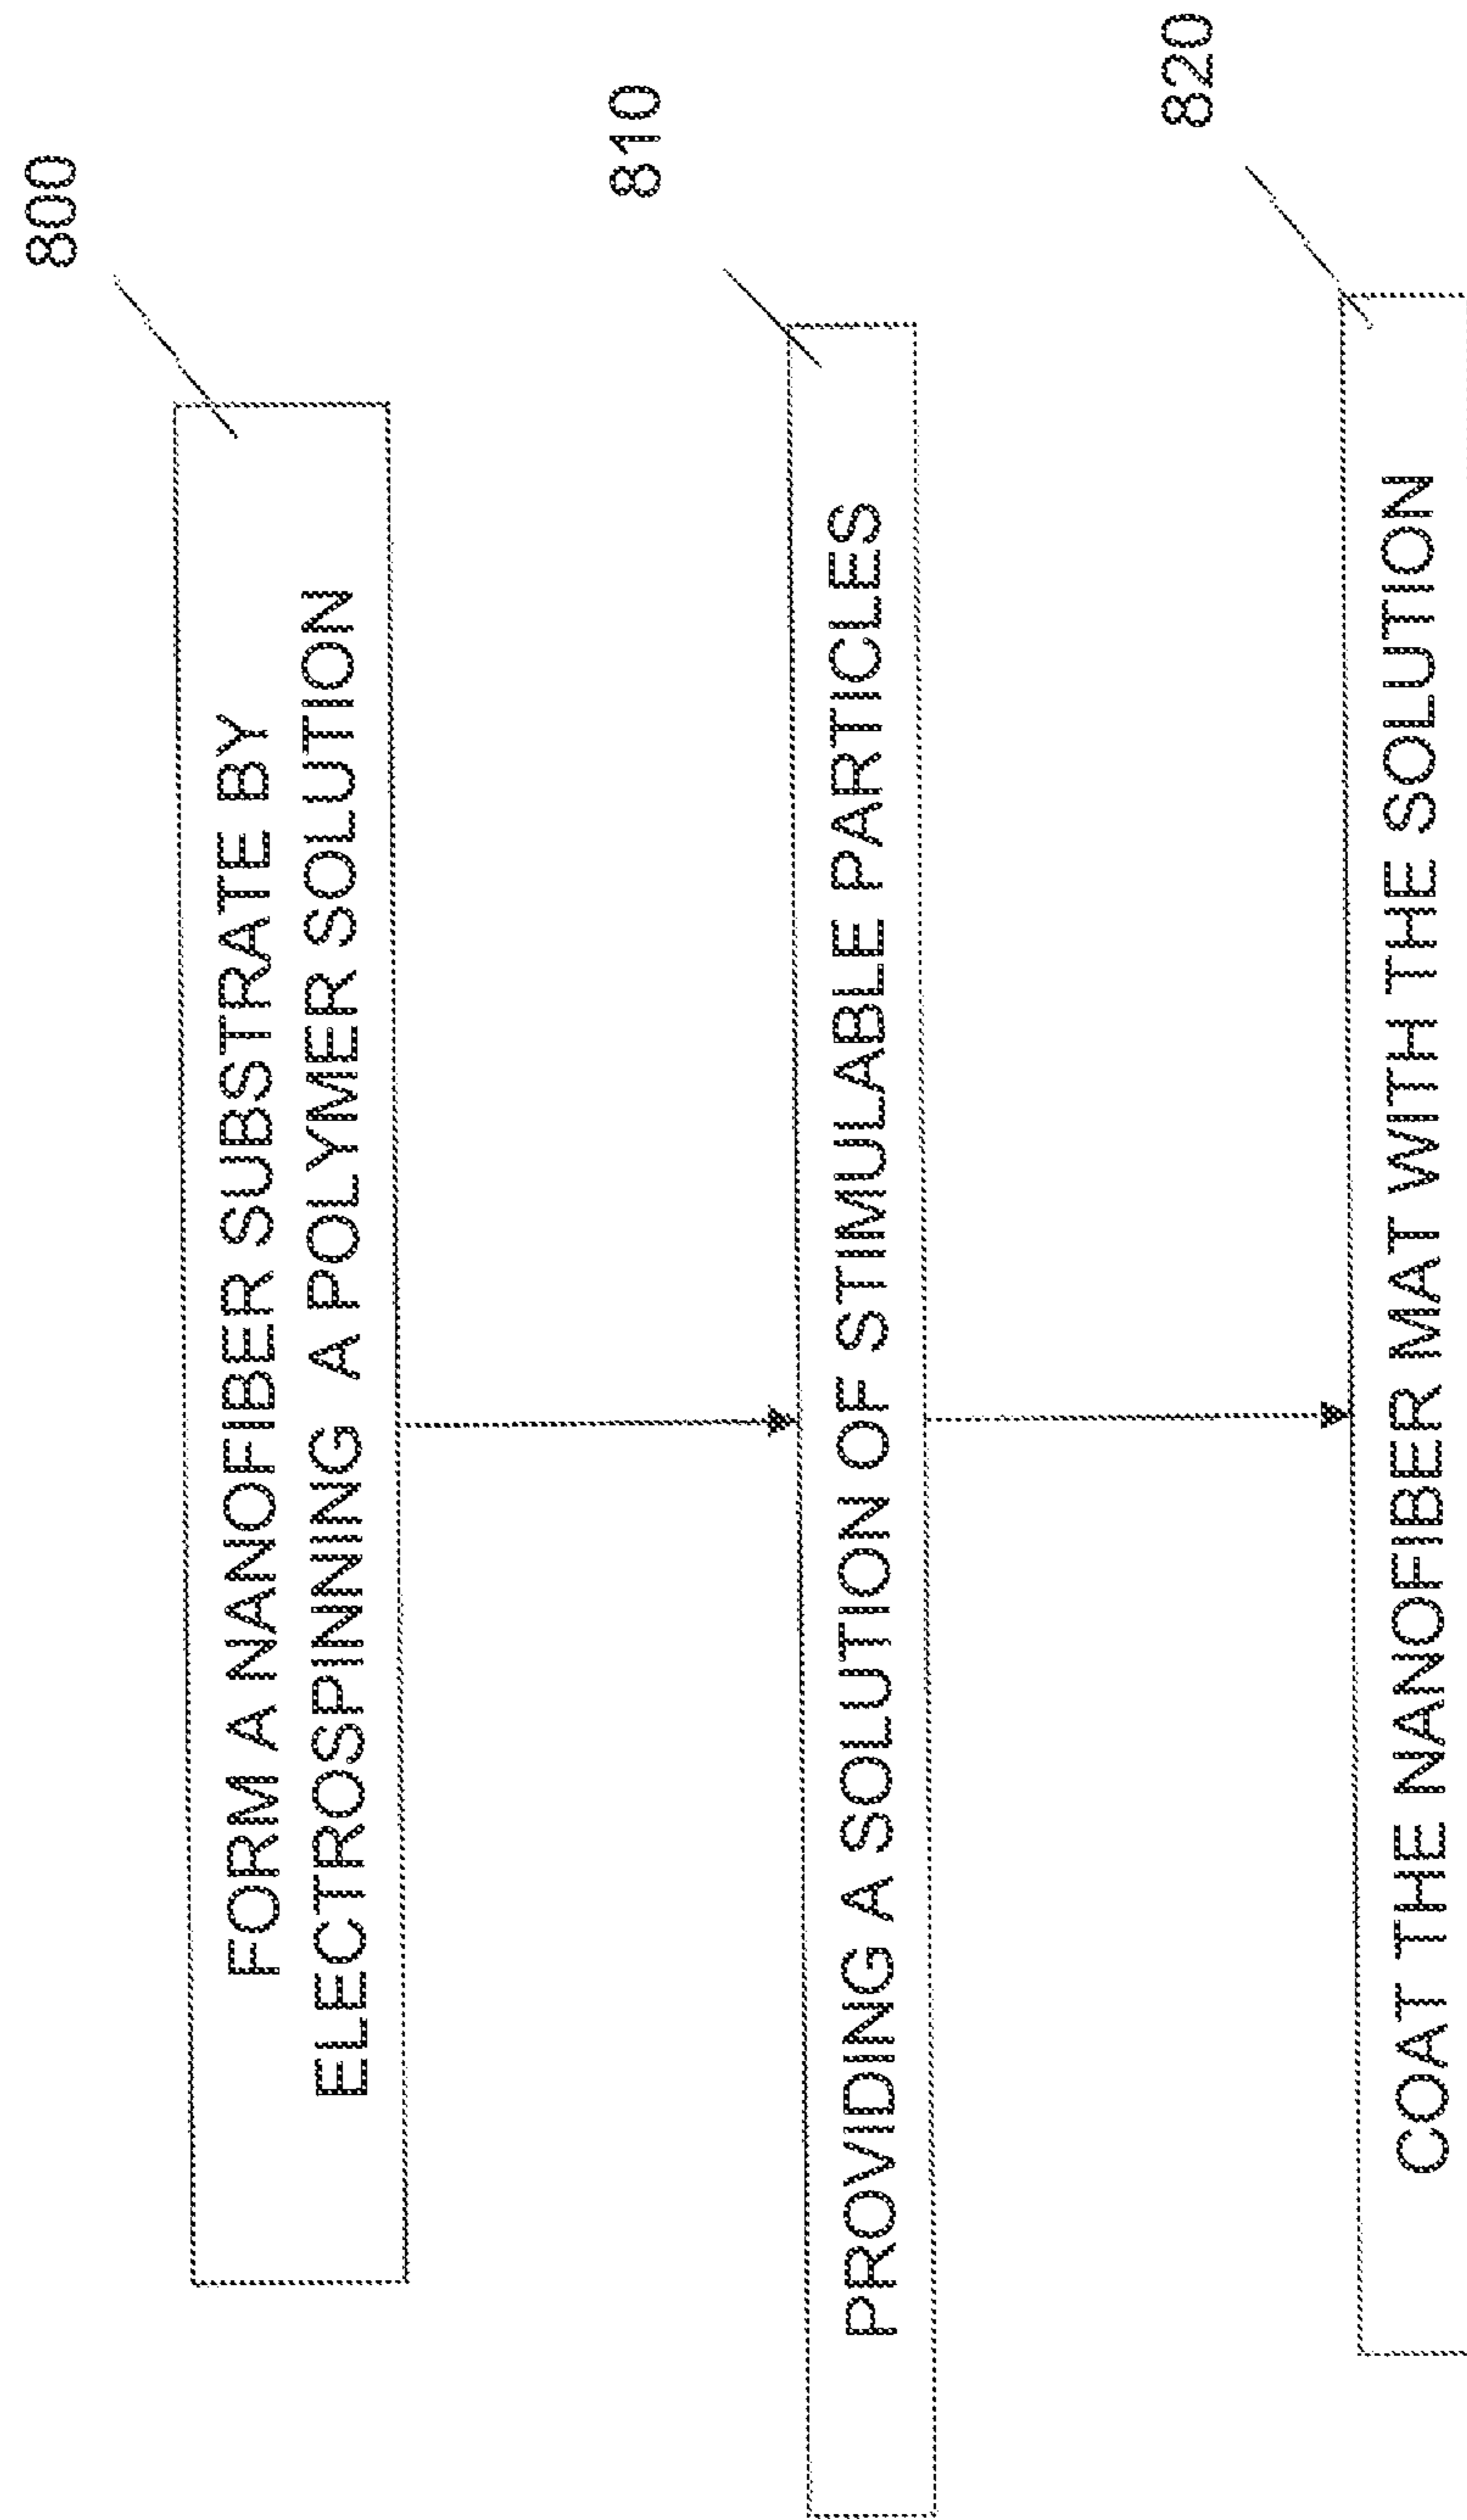 800
FORM A NANOFIBER SUBSTRATE BY
ELECTROSPINNING A POLYMER SOLUTION
810
PROVIDING A SOLUTION OF STIMULABLE PARTICLES
820
COAT THE NANOFIBER MAT WITH THE SOLUTION